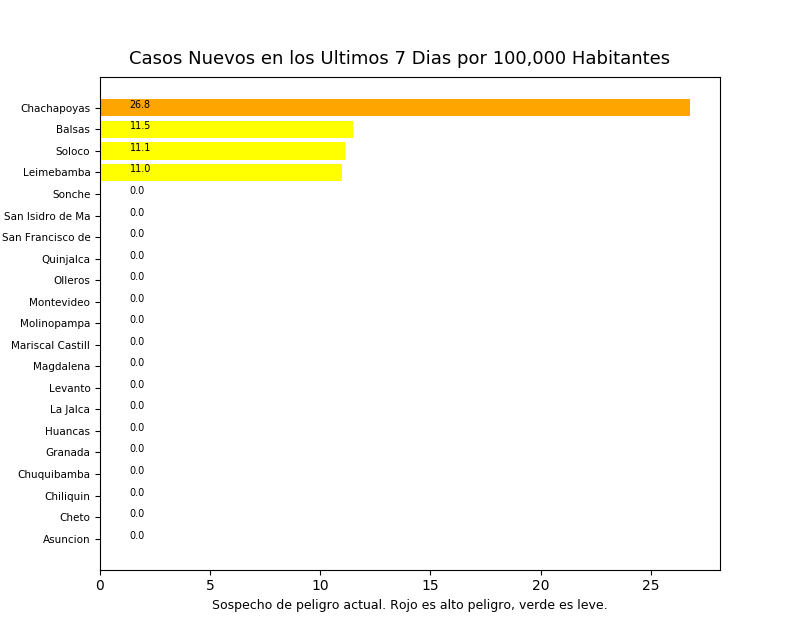 Casos Nuevos en los Ultimos 7 Dias por 100,000 Habitantes
Chachapoyas 26.8
Balsas 11.5
Soloco 11.1
Leimebamba 11.0
Sonche 0.0
San Isidro de Ma 0.0
San Francisco de 0.0
Quinjalca 0.0
Olleros 0.0
Montevideo 0.0
Molinopampa 0.0
Mariscal Castill 0.0
Magdalena 0.0
Levanto 0.0
La Jalca 0.0
Huancas 0.0
Granada 0.0
Chuquibamba 0.0
Chiliquin 0.0
Cheto 0.0
Asuncion 0.0
0 5 10 15 20 25
Sospecho de peligro actual. Rojo es alto peligro, verde es leve.